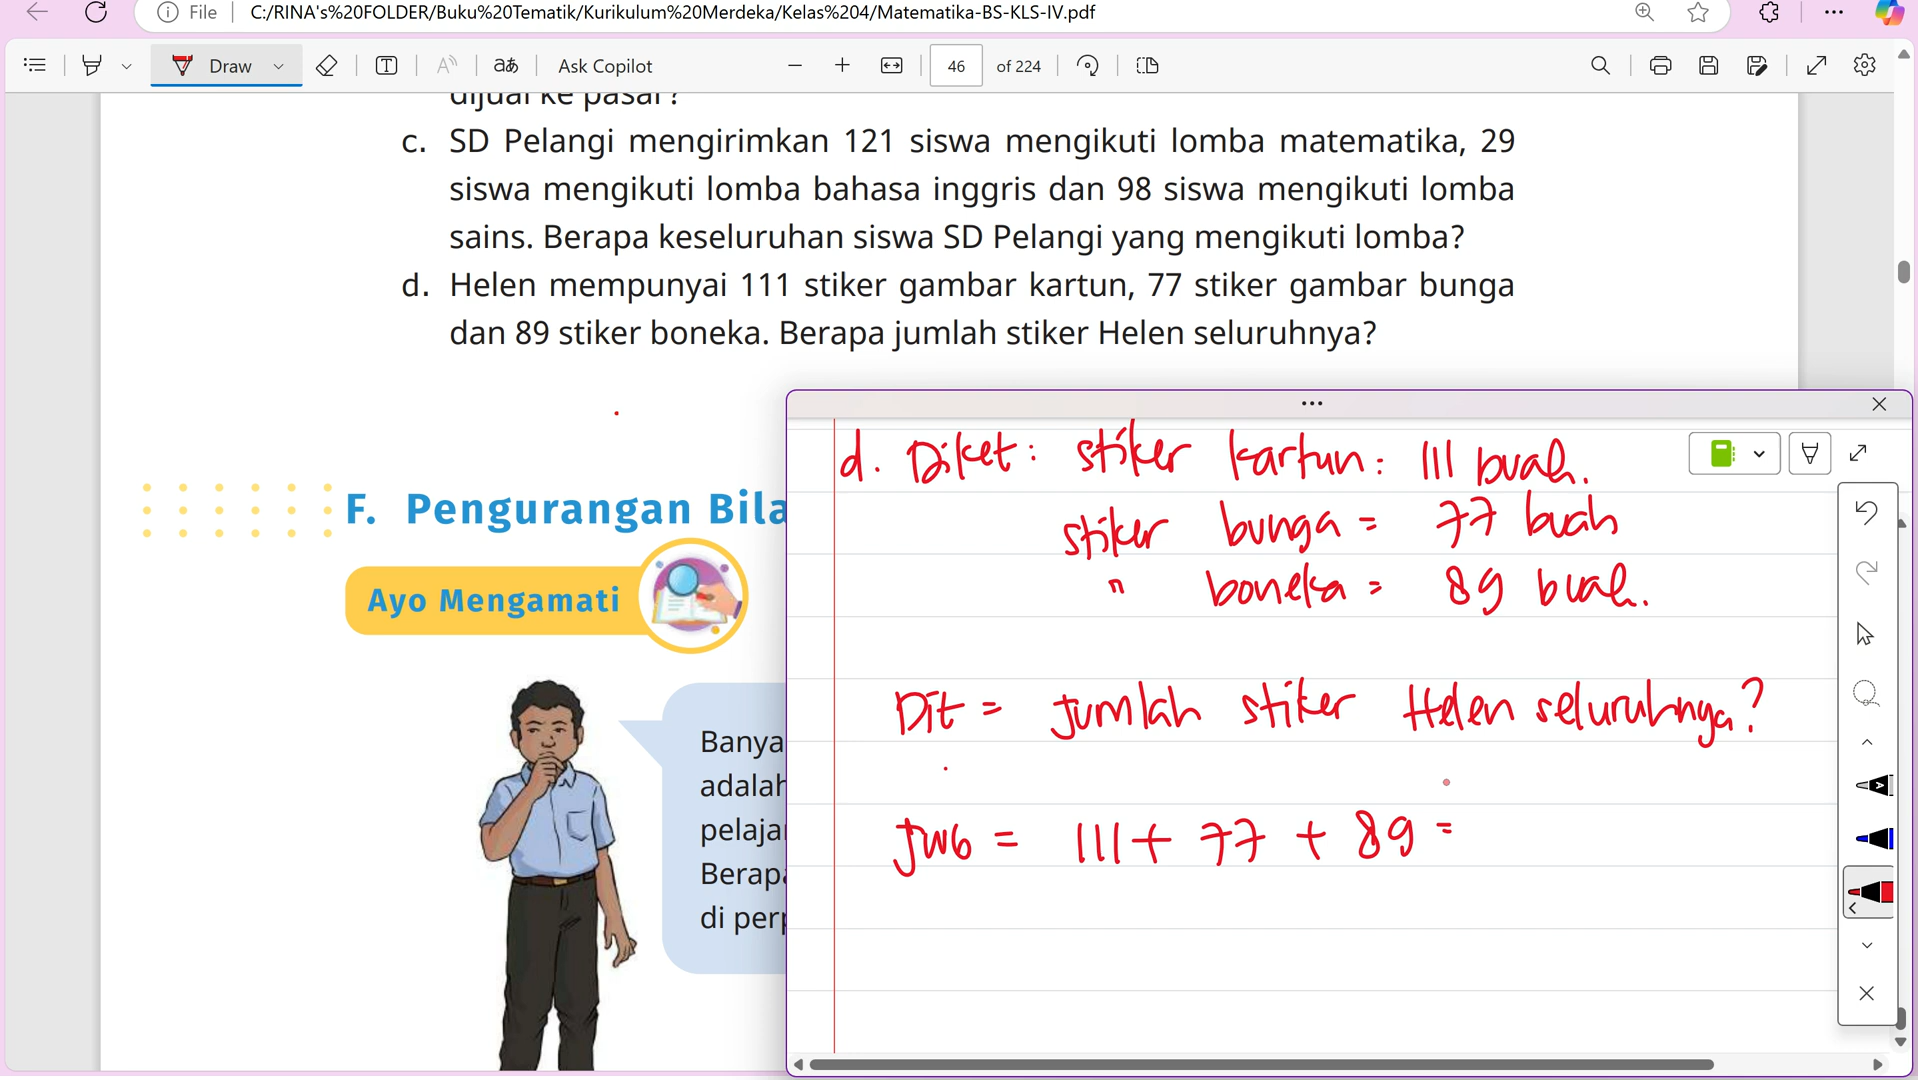 File
C:/RINA's%20FOLDER/Buku%20Tematik/Kurikulum%20Merdeka/Kelas%204/Matematika-BS-KLS-IV.pdf
Draw
Ask Copilot
46
of 224
dijual ke pasar?
c. SD Pelangi mengirimkan 121 siswa mengikuti lomba matematika, 29
siswa mengikuti lomba bahasa inggris dan 98 siswa mengikuti lomba
sains. Berapa keseluruhan siswa SD Pelangi yang mengikuti lomba?
d. Helen mempunyai 111 stiker gambar kartun, 77 stiker gambar bunga
dan 89 stiker boneka. Berapa jumlah stiker Helen seluruhnya?
F. Pengurangan Bila
Ayo Mengamati
Banya
adalah
pelaja
Berapa
di perp
d. Diket: stiker kartun: 111 buah.
stiker bunga = 77 buah
" boneka = 89 buah.
Dit = jumlah stiker Helen seluruhnya?
jwb = 111 + 77 + 89 =